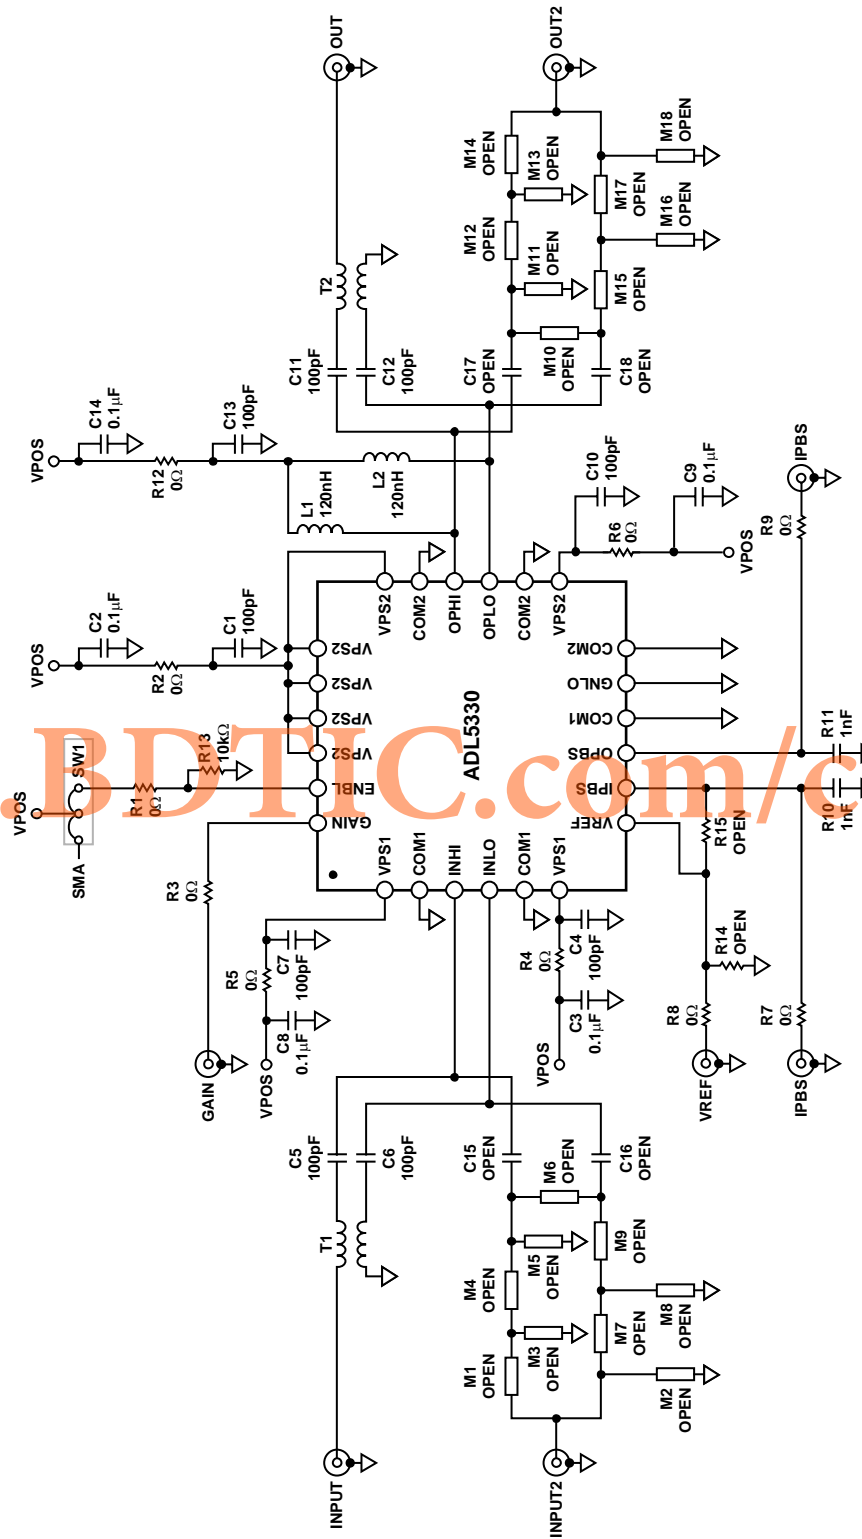 OUT
OUT2
M14
OPEN
M13
OPEN
M18
OPEN
M12
OPEN
M11
OPEN
M17
OPEN
M16
OPEN
T2
M15
OPEN
C11
100pF
C12
100pF
C17
OPEN
M10
OPEN
C18
OPEN
VPOS
C14
0.1µF
R12
0Ω
C13
100pF
L1
120nH
L2
120nH
C10
100pF
C9
0.1µF
R6
0Ω
VPOS
IPBS
R9
0Ω
VPOS
C2
0.1µF
R2
0Ω
C1
100pF
VPS2
COM2
OPHI
OPLO
COM2
VPS2
VPS2
VPS2
VPS2
VPS2
ENBL
GAIN
ADL5330
COM2
GNLO
COM1
OPBS
IPBS
VREF
VPS1
COM1
INHI
INLO
COM1
VPS1
VPOS
SW1
SMA
R1
0Ω
R13
10kΩ
R3
0Ω
R11
1nF
R10
1nF
R15
OPEN
R14
OPEN
R5
0Ω
C7
100pF
C8
0.1µF
R4
0Ω
C4
100pF
C3
0.1µF
R8
0Ω
R7
0Ω
GAIN
VPOS
VPOS
VREF
IPBS
C5
100pF
C6
100pF
C15
OPEN
M6
OPEN
C16
OPEN
T1
M4
OPEN
M5
OPEN
M9
OPEN
M1
OPEN
M3
OPEN
M7
OPEN
M8
OPEN
M2
OPEN
INPUT
INPUT2
.BDTIC.com/c